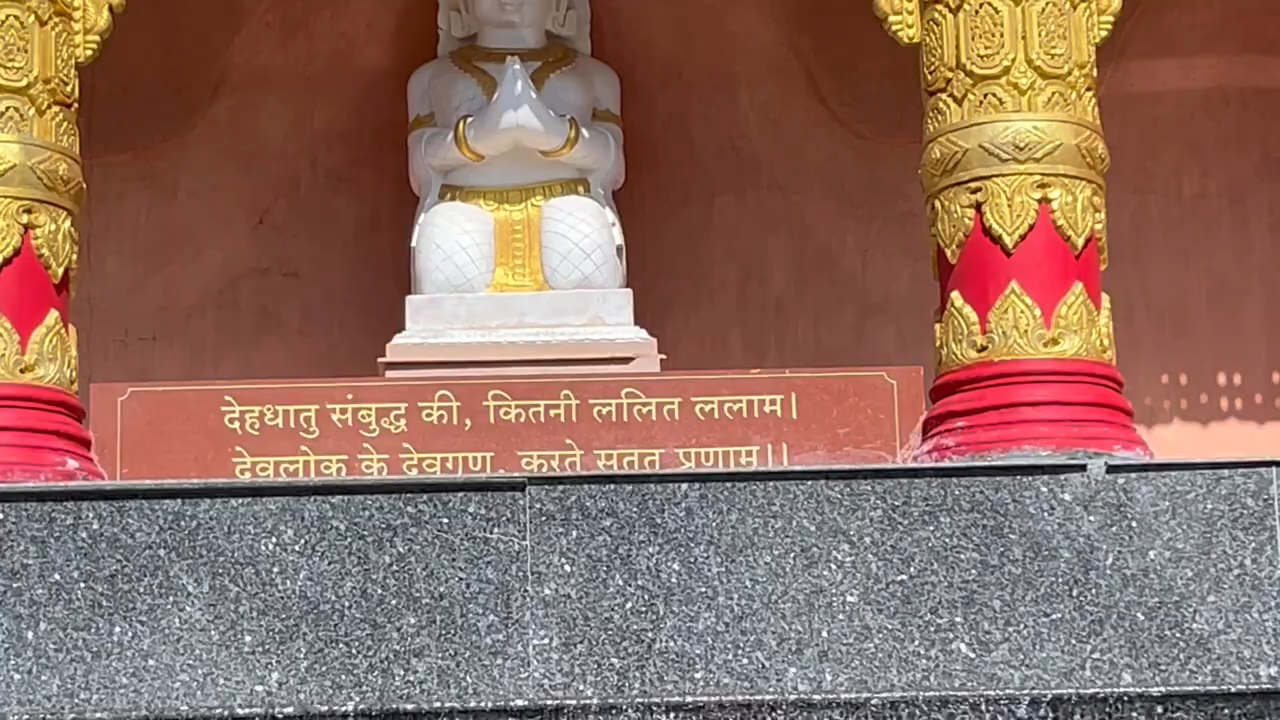 देहधातु संबुद्ध की, कितनी ललित ललाम।
देवलोक के देवगण, करते सतत प्रणाम।।